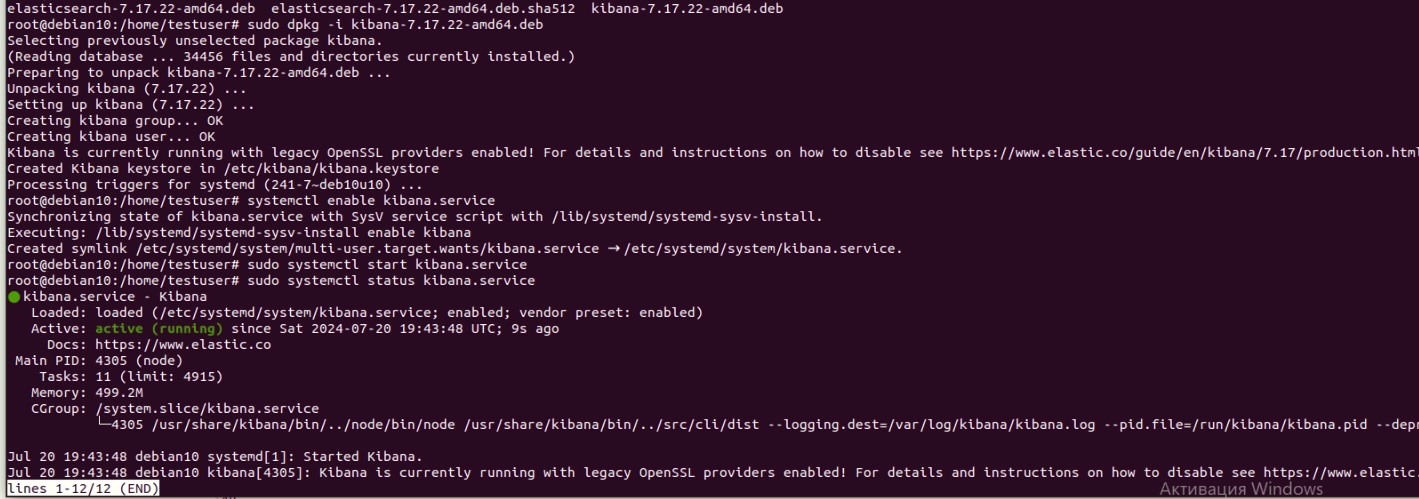 elasticsearch-7.17.22-amd64.deb  elasticsearch-7.17.22-amd64.deb.sha512  kibana-7.17.22-amd64.deb
root@debian10:/home/testuser# sudo dpkg -i kibana-7.17.22-amd64.deb
Selecting previously unselected package kibana.
(Reading database ... 34456 files and directories currently installed.)
Preparing to unpack kibana-7.17.22-amd64.deb ...
Unpacking kibana (7.17.22) ...
Setting up kibana (7.17.22) ...
Creating kibana group... OK
Creating kibana user... OK
Kibana is currently running with legacy OpenSSL providers enabled! For details and instructions on how to disable see https://www.elastic.co/guide/en/kibana/7.17/production.html
Created Kibana keystore in /etc/kibana/kibana.keystore
Processing triggers for systemd (241-7~deb10u10) ...
root@debian10:/home/testuser# systemctl enable kibana.service
Synchronizing state of kibana.service with SysV service script with /lib/systemd/systemd-sysv-install.
Executing: /lib/systemd/systemd-sysv-install enable kibana
Created symlink /etc/systemd/system/multi-user.target.wants/kibana.service → /etc/systemd/system/kibana.service.
root@debian10:/home/testuser# sudo systemctl start kibana.service
root@debian10:/home/testuser# sudo systemctl status kibana.service
● kibana.service - Kibana
   Loaded: loaded (/etc/systemd/system/kibana.service; enabled; vendor preset: enabled)
   Active: active (running) since Sat 2024-07-20 19:43:48 UTC; 9s ago
     Docs: https://www.elastic.co
 Main PID: 4305 (node)
    Tasks: 11 (limit: 4915)
   Memory: 499.2M
   CGroup: /system.slice/kibana.service
           └─4305 /usr/share/kibana/bin/../node/bin/node /usr/share/kibana/bin/../src/cli/dist --logging.dest=/var/log/kibana/kibana.log --pid.file=/run/kibana/kibana.pid --depr
Jul 20 19:43:48 debian10 systemd[1]: Started Kibana.
Jul 20 19:43:48 debian10 kibana[4305]: Kibana is currently running with legacy OpenSSL providers enabled! For details and instructions on how to disable see https://www.elastic.
lines 1-12/12 (END)
Активация Windows